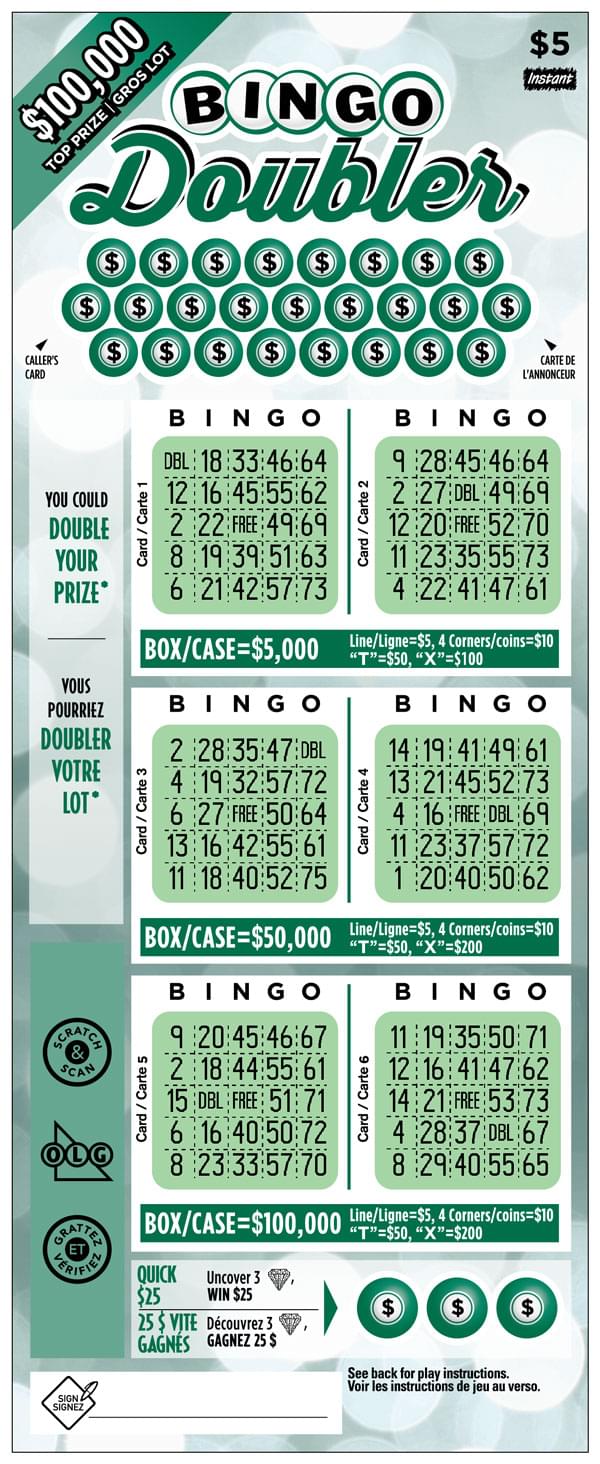 $100,000
TOP PRIZE | GROS LOT
$5
Instant
BINGO
Doubler
$ $ $ $ $ $ $ $
$ $ $ $ $ $ $ $ $
$ $ $ $ $ $ $ $
CALLER'S
CARD
CARTE DE
L'ANNONCEUR
YOU COULD
DOUBLE
YOUR
PRIZE*
VOUS
POURRIEZ
DOUBLER
VOTRE
LOT*
Card / Carte 1
B I N G O
DBL 18 33 46 64
12 16 45 55 62
2 22 FREE 49 69
8 19 39 51 63
6 21 42 57 73
Card / Carte 2
B I N G O
9 28 45 46 64
2 27 DBL 49 69
12 20 FREE 52 70
11 23 35 55 73
4 22 41 47 61
BOX/CASE=$5,000
Line/Ligne=$5, 4 Corners/coins=$10
“T”=$50, “X”=$100
Card / Carte 3
B I N G O
2 28 35 47 DBL
4 19 32 57 72
6 27 FREE 50 64
13 16 42 55 61
11 18 40 52 75
Card / Carte 4
B I N G O
14 19 41 49 61
13 21 45 52 73
4 16 FREE DBL 69
11 23 37 57 72
1 20 40 50 62
BOX/CASE=$50,000
Line/Ligne=$5, 4 Corners/coins=$10
“T”=$50, “X”=$200
Card / Carte 5
B I N G O
9 20 45 46 67
2 18 44 55 61
15 DBL FREE 51 71
6 16 40 50 72
8 23 33 57 70
Card / Carte 6
B I N G O
11 19 35 50 71
12 16 41 47 62
14 21 FREE 53 73
4 28 37 DBL 67
8 29 40 55 65
BOX/CASE=$100,000
Line/Ligne=$5, 4 Corners/coins=$10
“T”=$50, “X”=$200
SCRATCH
&
SCAN
OLG
GRATTEZ
ET
VÉRIFIEZ
QUICK
$25
Uncover 3 ,
WIN $25
25 $ VITE
GAGNÉS
Découvrez 3 ,
GAGNEZ 25 $
$ $ $
SIGN
SIGNEZ
See back for play instructions.
Voir les instructions de jeu au verso.